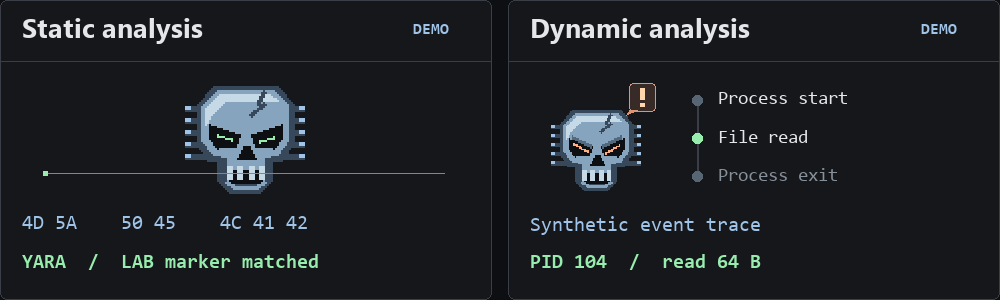 Static analysis DEMO
4D 5A 50 45 4C 41 42
YARA / LAB marker matched
Dynamic analysis DEMO
!
Process start
File read
Process exit
Synthetic event trace
PID 104 / read 64 B